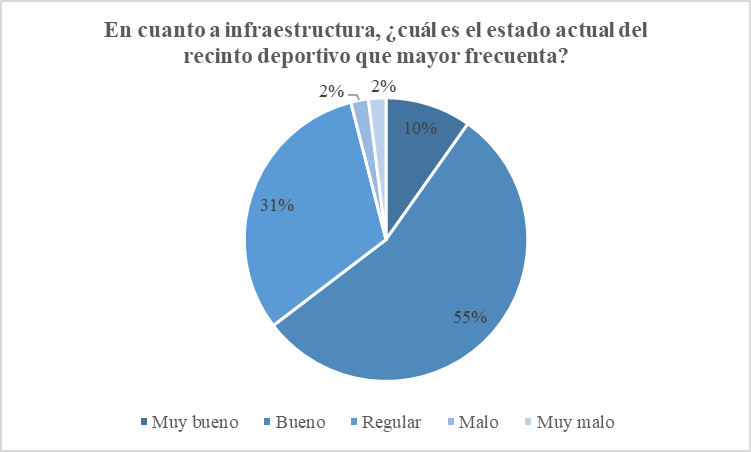 En cuanto a infraestructura, ¿cuál es el estado actual del
recinto deportivo que mayor frecuenta?
2%
2%
10%
31%
55%
Muy bueno
Bueno
Regular
Malo
Muy malo